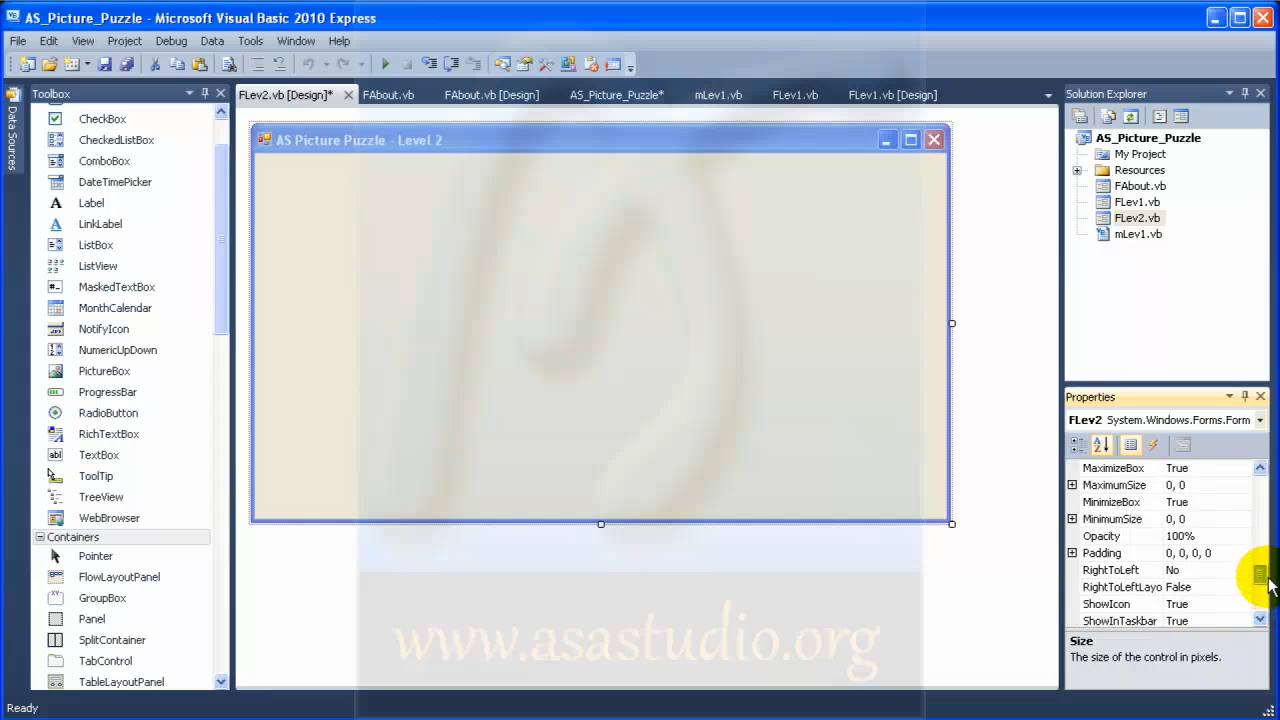 AS_Picture_Puzzle - Microsoft Visual Basic 2010 Express
File Edit View Project Debug Data Tools Window Help
Data Sources
Toolbox
CheckBox
CheckedListBox
ComboBox
DateTimePicker
Label
LinkLabel
ListBox
ListView
MaskedTextBox
MonthCalendar
NotifyIcon
NumericUpDown
PictureBox
ProgressBar
RadioButton
RichTextBox
TextBox
ToolTip
TreeView
WebBrowser
Containers
Pointer
FlowLayoutPanel
GroupBox
Panel
SplitContainer
TabControl
TableLayoutPanel
FLev2.vb [Design]* FAbout.vb FAbout.vb [Design] AS_Picture_Puzzle* mLev1.vb FLev1.vb FLev1.vb [Design]
AS Picture Puzzle - Level 2
www.asastudio.org
Solution Explorer
AS_Picture_Puzzle
My Project
Resources
FAbout.vb
FLev1.vb
FLev2.vb
mLev1.vb
Properties
FLev2 System.Windows.Forms.Form
MaximizeBox True
MaximumSize 0, 0
MinimizeBox True
MinimumSize 0, 0
Opacity 100%
Padding 0, 0, 0, 0
RightToLeft No
RightToLeftLayo False
ShowIcon True
ShowInTaskbar True
Size
The size of the control in pixels.
Ready